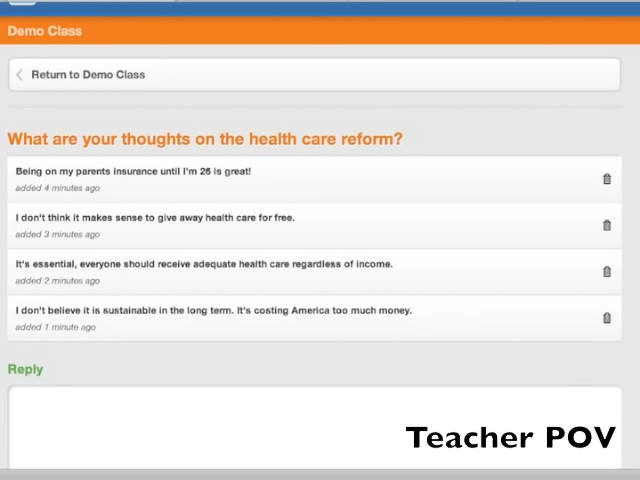 Demo Class
Return to Demo Class
What are your thoughts on the health care reform?
Being on my parents insurance until I'm 26 is great!
added 4 minutes ago
I don't think it makes sense to give away health care for free.
added 3 minutes ago
It's essential, everyone should receive adequate health care regardless of income.
added 2 minutes ago
I don't believe it is sustainable in the long term. It's costing America too much money.
added 1 minute ago
Reply
Teacher POV